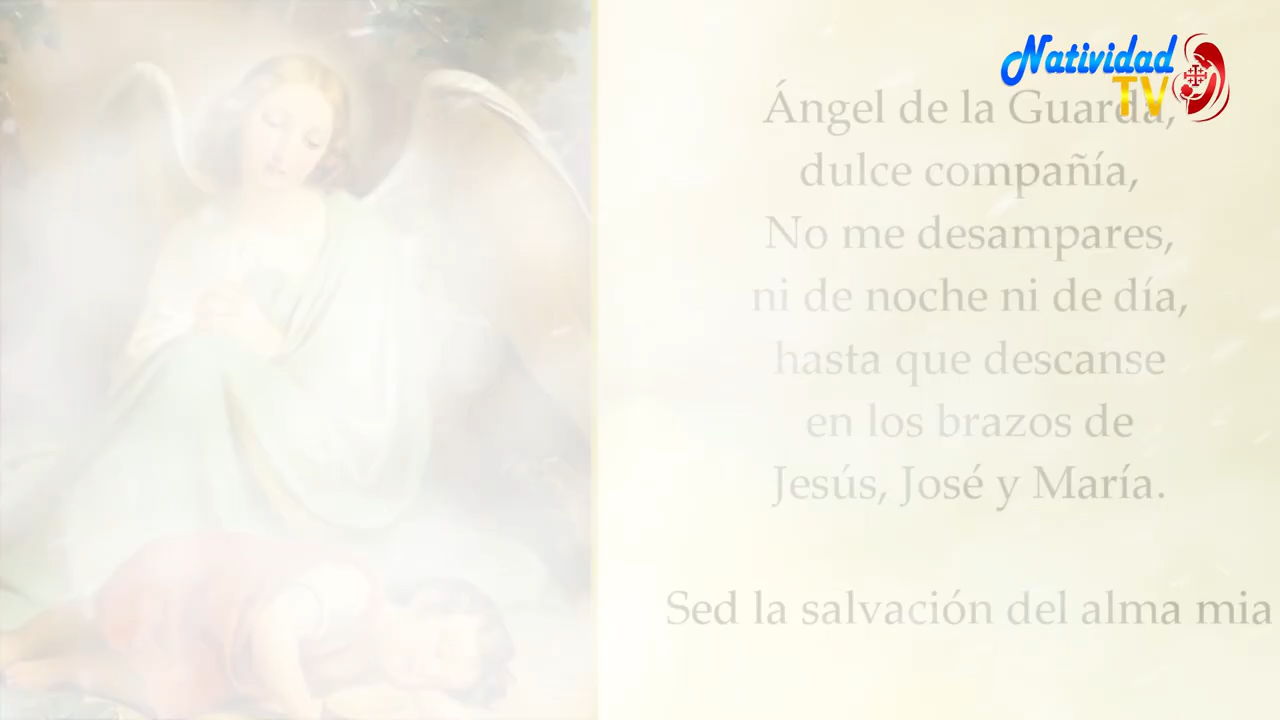 Natividad
TV
Ángel de la Guarda,
dulce compañía,
No me desampares,
ni de noche ni de día,
hasta que descanse
en los brazos de
Jesús, José y María.
Sed la salvación del alma mia